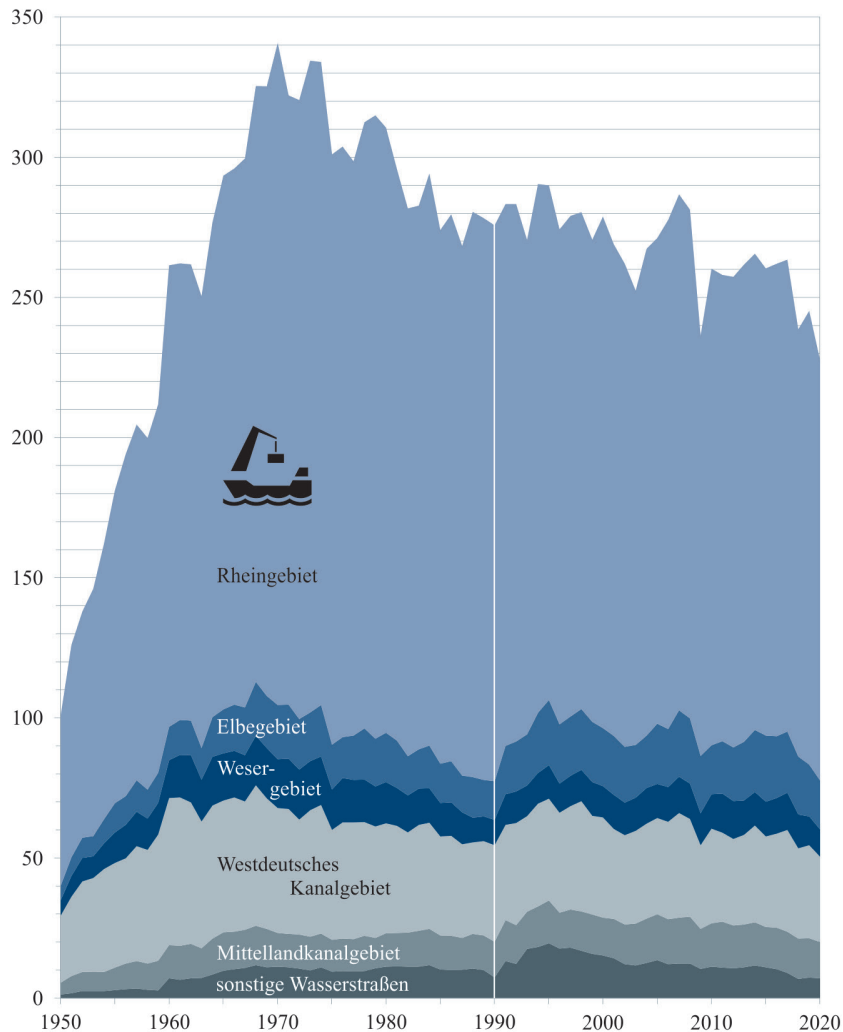 350
300
250
200
150
100
50
0
Rheingebiet
Elbegebiet
Weser-
gebiet
Westdeutsches
Kanalgebiet
Mittellandkanalgebiet
sonstige Wasserstraßen
1950 1960 1970 1980 1990 2000 2010 2020